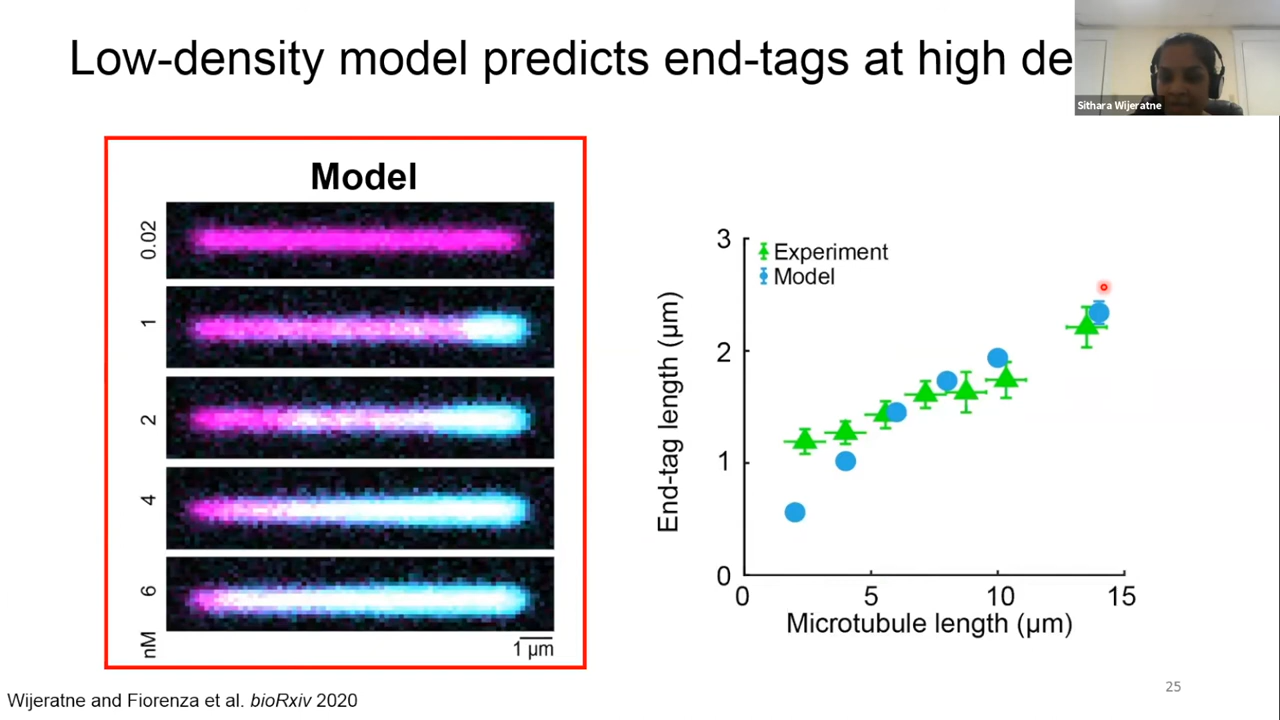 Low-density model predicts end-tags at high de
Sithara Wijeratne
Model
0.02
1
2
4
6
nM
1 µm
3
2
1
0
End-tag length (µm)
Experiment
Model
0 5 10 15
Microtubule length (µm)
Wijeratne and Fiorenza et al. bioRxiv 2020
25